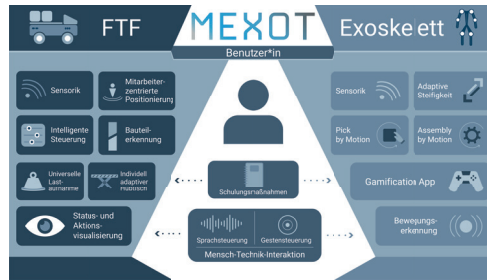 FTF
MEXOT
Exoskelett
Benutzer*in
Sensorik
Mitarbeiter-
zentrierte
Positionierung
Intelligente
Steuerung
Bauteil-
erkennung
Universelle
Last-
aufnahme
Individuell
adaptiver
Status- und
Aktions-
visualisierung
Schulungsmaßnahmen
Sprachsteuerung
Gestensteuerung
Mensch-Technik-Interaktion
Sensorik
Adaptive
Steifigkeit
Pick
by Motion
Assembly
by Motion
Gamification App
Bewegungs-
erkennung